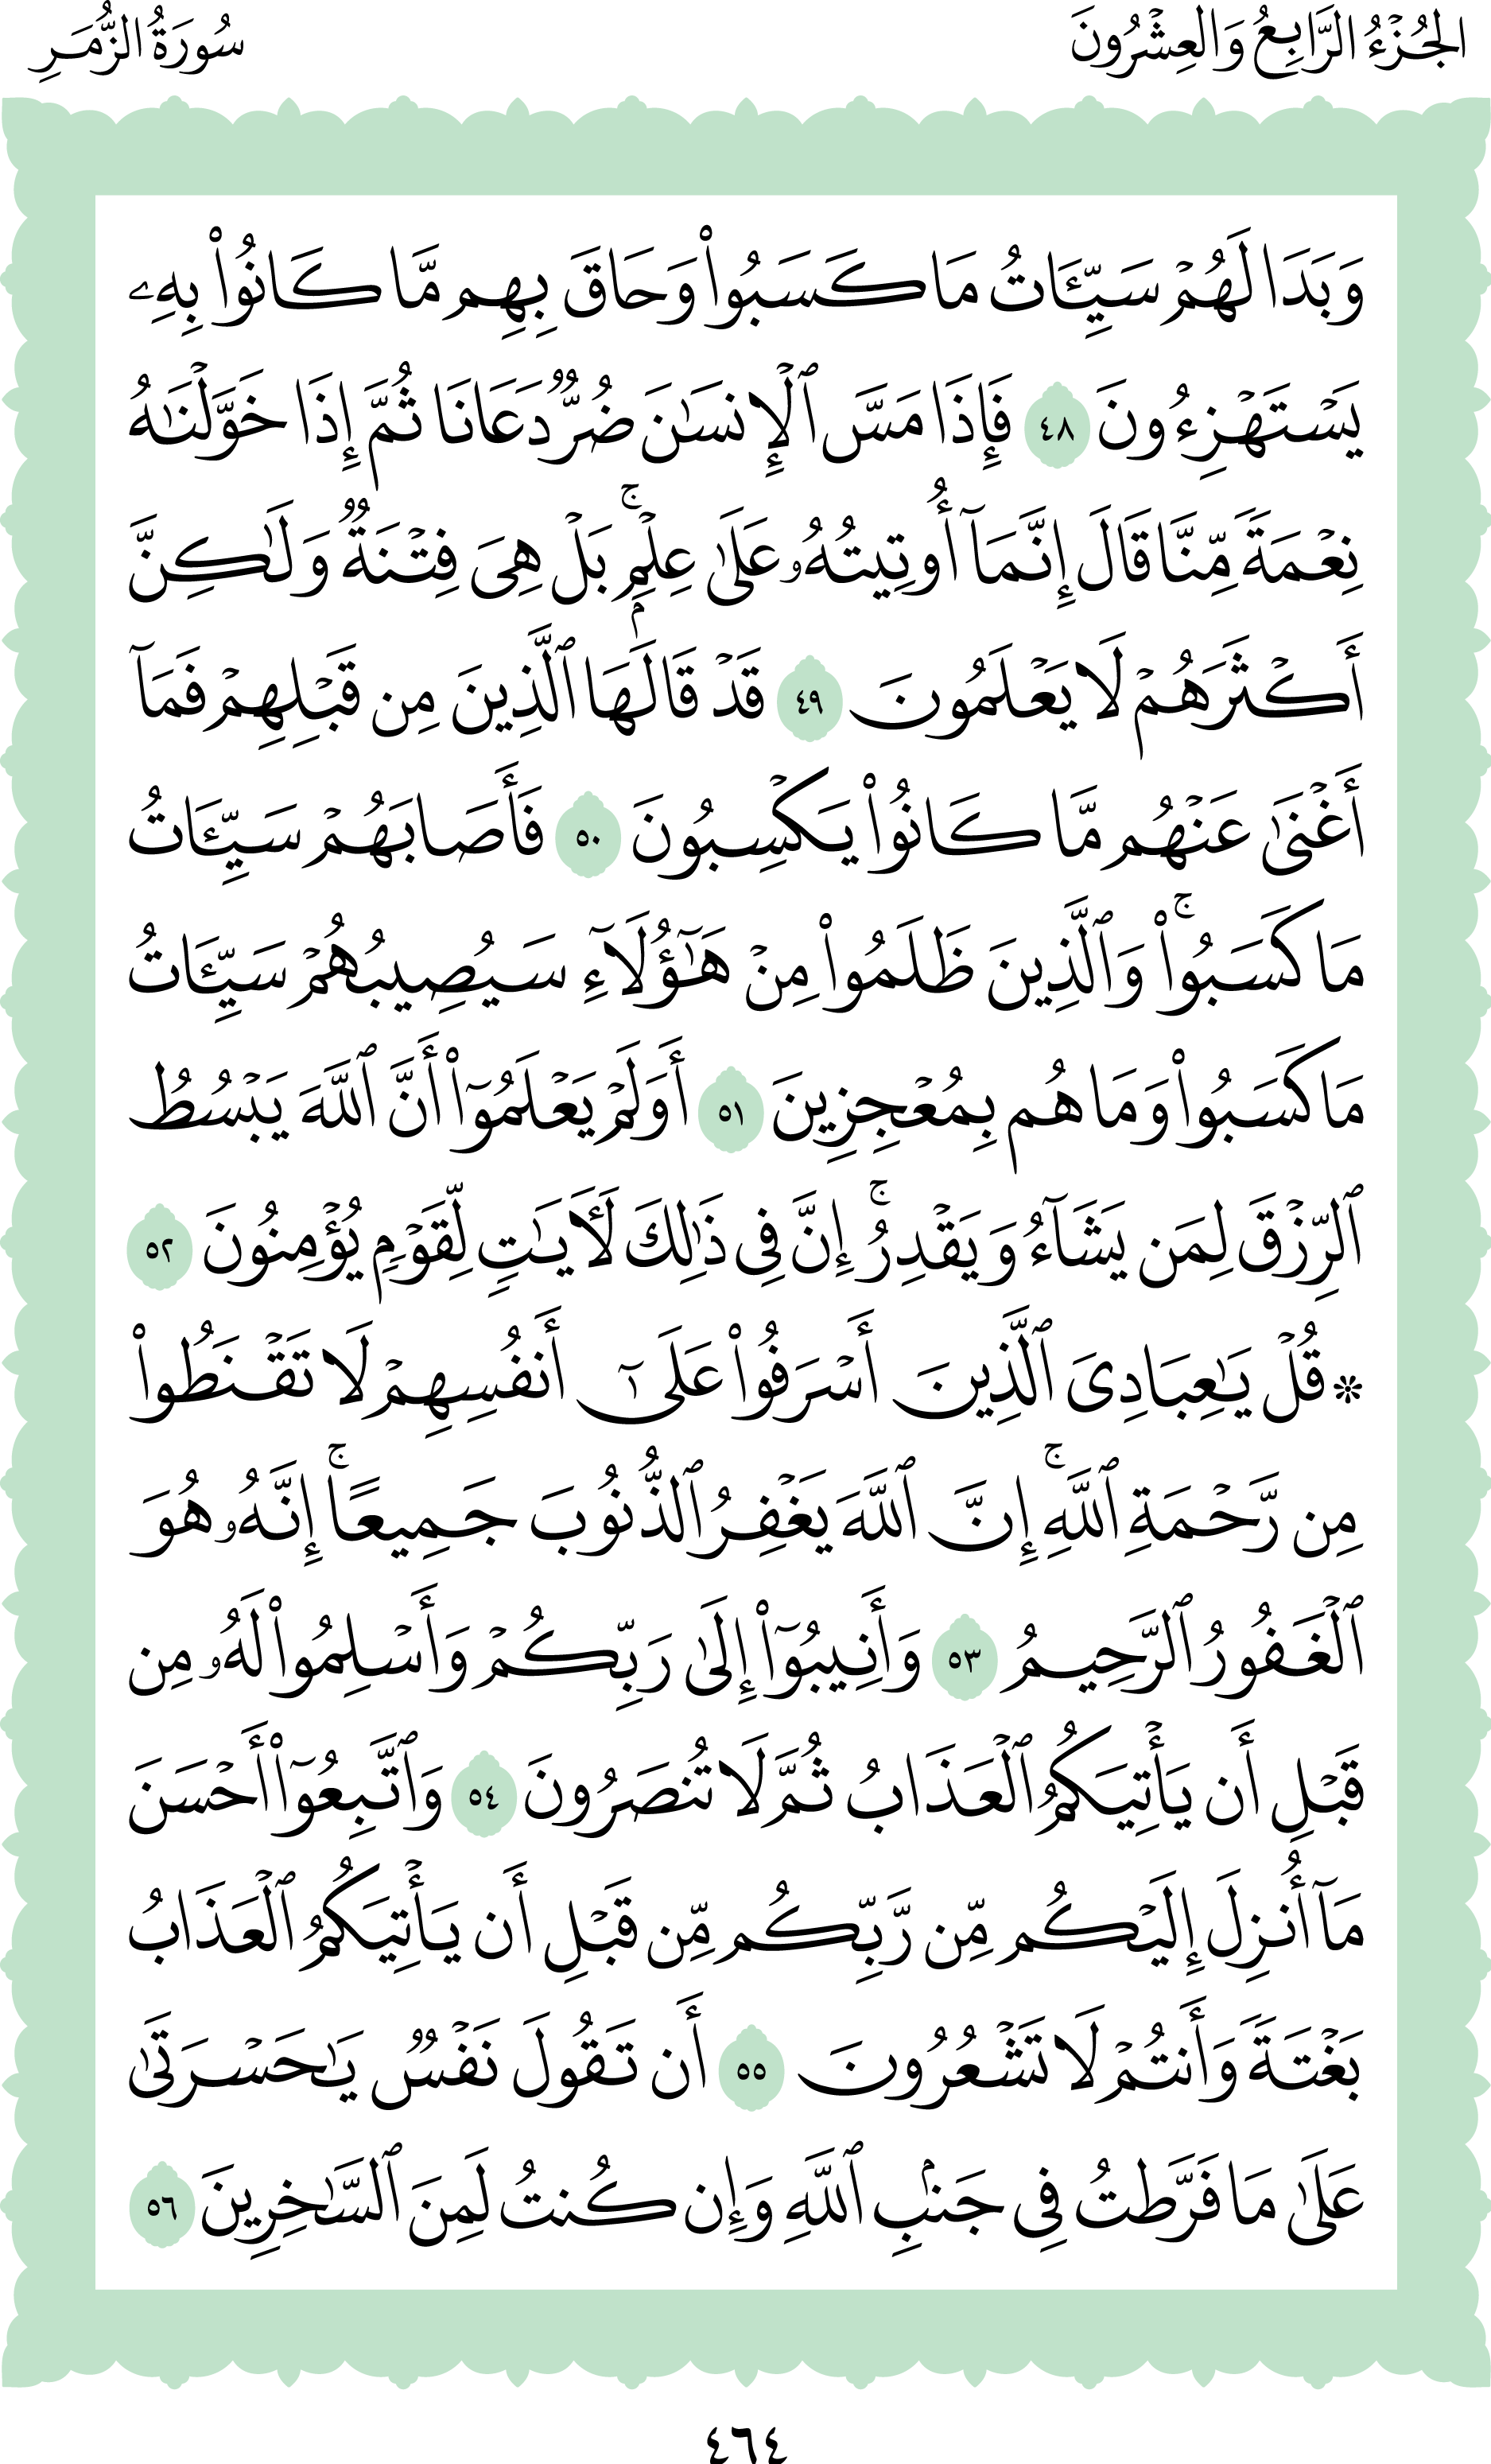 الجُزْءُ الرَّابِعُ وَالعِشْرُونَ
سُورَةُ الزُّمَرِ
وَبَدَا لَهُمْ سَيِّـَٔاتُ مَا كَسَبُوا۟ وَحَاقَ بِهِم مَّا كَانُوا۟ بِهِۦ
يَسْتَهْزِءُونَ ٤٨ فَإِذَا مَسَّ ٱلْإِنسَـٰنَ ضُرٌّ دَعَانَا ثُمَّ إِذَا خَوَّلْنَـٰهُ
نِعْمَةً مِّنَّا قَالَ إِنَّمَآ أُوتِيتُهُۥ عَلَىٰ عِلْمٍۭ ۚ بَلْ هِىَ فِتْنَةٌ وَلَـٰكِنَّ
أَكْثَرَهُمْ لَا يَعْلَمُونَ ٤٩ قَدْ قَالَهَا ٱلَّذِينَ مِن قَبْلِهِمْ فَمَآ
أَغْنَىٰ عَنْهُم مَّا كَانُوا۟ يَكْسِبُونَ ٥٠ فَأَصَابَهُمْ سَيِّـَٔاتُ
مَا كَسَبُوا۟ ۚ وَٱلَّذِينَ ظَلَمُوا۟ مِنْ هَـٰٓؤُلَآءِ سَيُصِيبُهُمْ سَيِّـَٔاتُ
مَا كَسَبُوا۟ وَمَا هُم بِمُعْجِزِينَ ٥١ أَوَلَمْ يَعْلَمُوٓا۟ أَنَّ ٱللَّهَ يَبْسُطُ
ٱلرِّزْقَ لِمَن يَشَآءُ وَيَقْدِرُ ۚ إِنَّ فِى ذَٰلِكَ لَـَٔايَـٰتٍ لِّقَوْمٍ يُؤْمِنُونَ ٥٢
۞ قُلْ يَـٰعِبَادِىَ ٱلَّذِينَ أَسْرَفُوا۟ عَلَىٰٓ أَنفُسِهِمْ لَا تَقْنَطُوا۟
مِن رَّحْمَةِ ٱللَّهِ ۚ إِنَّ ٱللَّهَ يَغْفِرُ ٱلذُّنُوبَ جَمِيعًا ۚ إِنَّهُۥ هُوَ
ٱلْغَفُورُ ٱلرَّحِيمُ ٥٣ وَأَنِيبُوٓا۟ إِلَىٰ رَبِّكُمْ وَأَسْلِمُوا۟ لَهُۥ مِن
قَبْلِ أَن يَأْتِيَكُمُ ٱلْعَذَابُ ثُمَّ لَا تُنصَرُونَ ٥٤ وَٱتَّبِعُوٓا۟ أَحْسَنَ
مَآ أُنزِلَ إِلَيْكُم مِّن رَّبِّكُم مِّن قَبْلِ أَن يَأْتِيَكُمُ ٱلْعَذَابُ
بَغْتَةً وَأَنتُمْ لَا تَشْعُرُونَ ٥٥ أَن تَقُولَ نَفْسٌ يَـٰحَسْرَتَىٰ
عَلَىٰ مَا فَرَّطتُ فِى جَنۢبِ ٱللَّهِ وَإِن كُنتُ لَمِنَ ٱلسَّـٰخِرِينَ ٥٦
٤٦٤